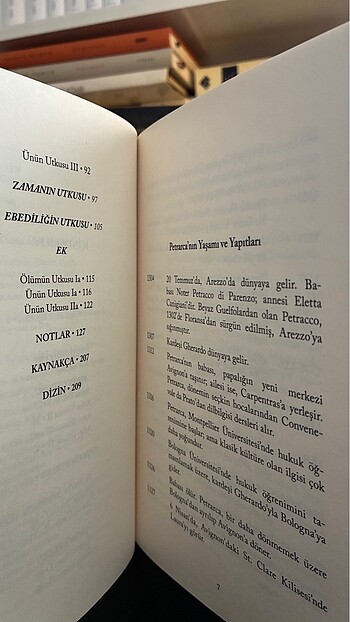 Ünün Utkusu III • 92
ZAMANIN UTKUSU • 97
EBEDİLİĞİN UTKUSU • 105
EK
Ölümün Utkusu Ia • 115
Ünün Utkusu Ia • 116
Ünün Utkusu IIa • 122
NOTLAR • 127
KAYNAKÇA • 207
DİZİN • 209
Petrarca'nın Yaşamı ve Yapıtları
1304 20 Temmuz'da, Arezzo'da dünyaya gelir. Ba-
bası Noter Petracco di Parenzo; annesi Eletta
Canigiani'dir. Beyaz Guelfolardan olan Petracco,
1302'de Floransa'dan sürgün edilmiş, Arezzo'ya
sığınmıştır.
1307 Kardeşi Gherardo dünyaya gelir.
1312 Petrarca'nın babası, papalığın yeni merkezi
Avignon'a taşınır; ailesi ise, Carpentras'a yerleşir.
Petrarca, dönemin seçkin hocalarından Convene-
vole da Prato'dan dilbilgisi dersleri alır.
1316 Petrarca, Montpellier Üniversitesi'nde hukuk öğ-
renimine başlar; ama klasik kültüre olan ilgisi çok
daha yoğundur.
1320 Bologna Üniversitesi'nde hukuk öğrenimini ta-
mamlamak üzere, kardeşi Gherardo'yla Bologna'ya
gider.
1326 Babası ölür. Petrarca, bir daha dönmemek üzere
Bologna'dan ayrılıp Avignon'a döner.
1327 6 Nisan'da, Avignon'daki St. Clare Kilisesi'nde
Laura'yı görür.
7